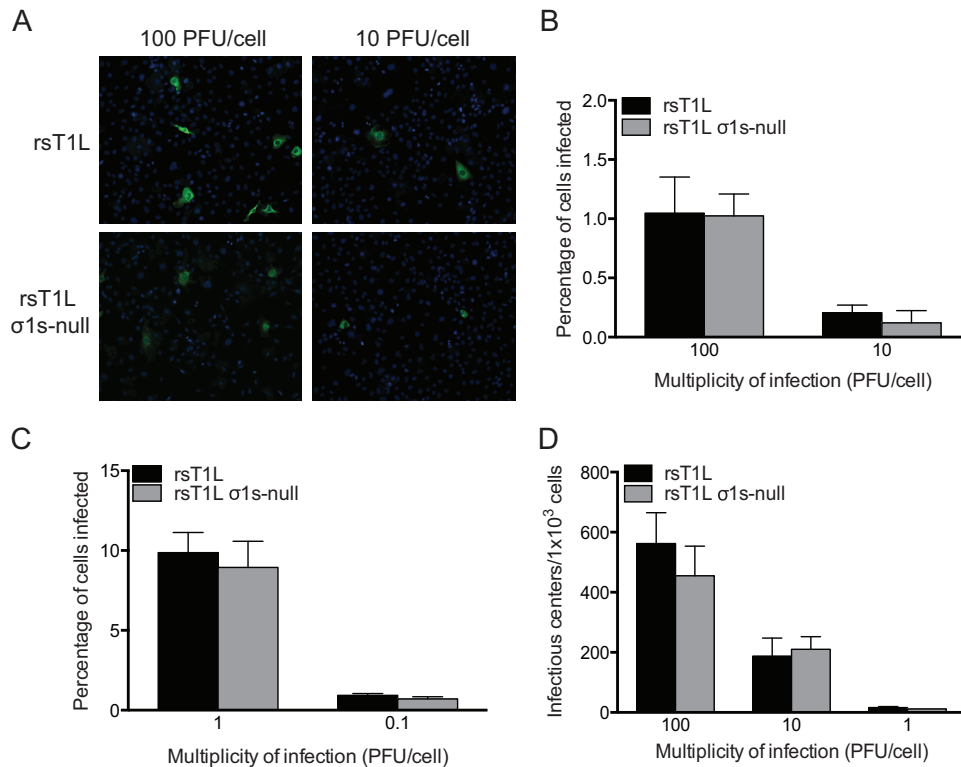 A
100 PFU/cell
10 PFU/cell
rsT1L
rsT1L
σ1s-null
B
Percentage of cells infected
2.0
1.5
1.0
0.5
0.0
rsT1L
rsT1L σ1s-null
100
10
Multiplicity of infection (PFU/cell)
C
Percentage of cells infected
15
10
5
0
rsT1L
rsT1L σ1s-null
1
0.1
Multiplicity of infection (PFU/cell)
D
Infectious centers/1x10³ cells
800
600
400
200
0
rsT1L
rsT1L σ1s-null
100
10
1
Multiplicity of infection (PFU/cell)